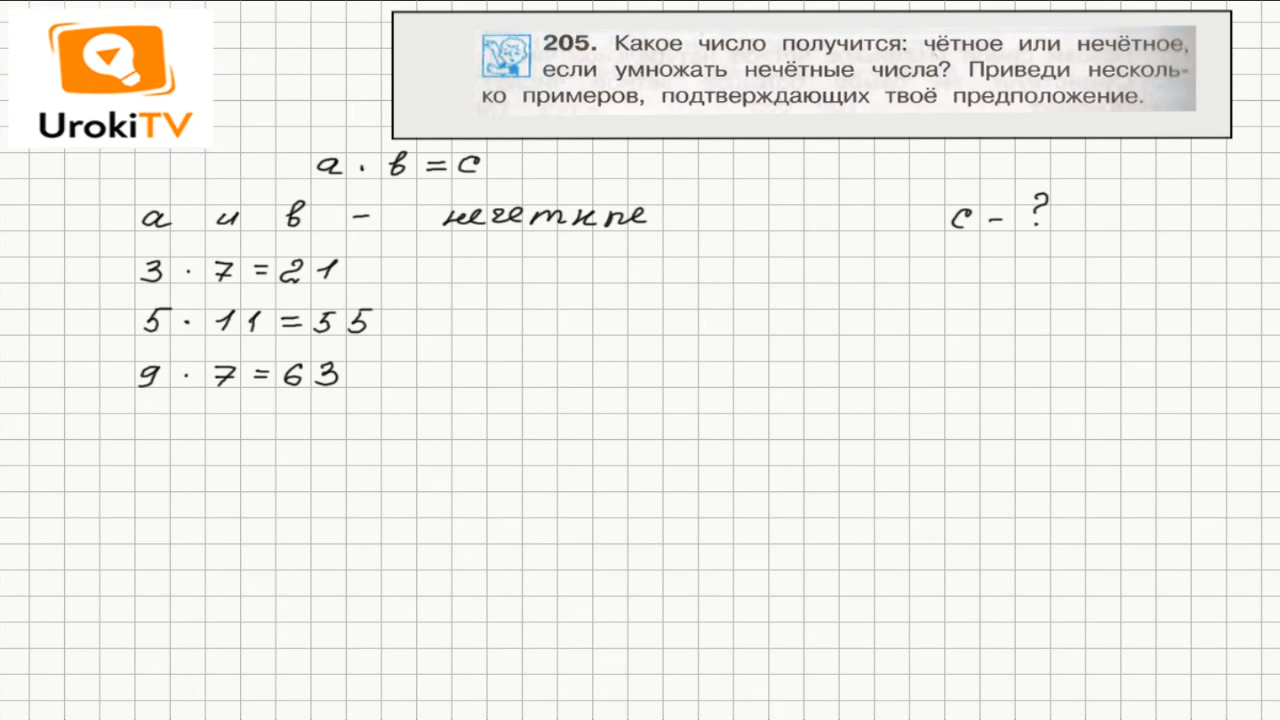 UrokiTV
205. Какое число получится: чётное или нечётное,
если умножать нечётные числа? Приведи несколь-
ко примеров, подтверждающих твоё предположение.
а · в = с
а и в - нечетные с - ?
3 · 7 = 21
5 · 11 = 55
9 · 7 = 63